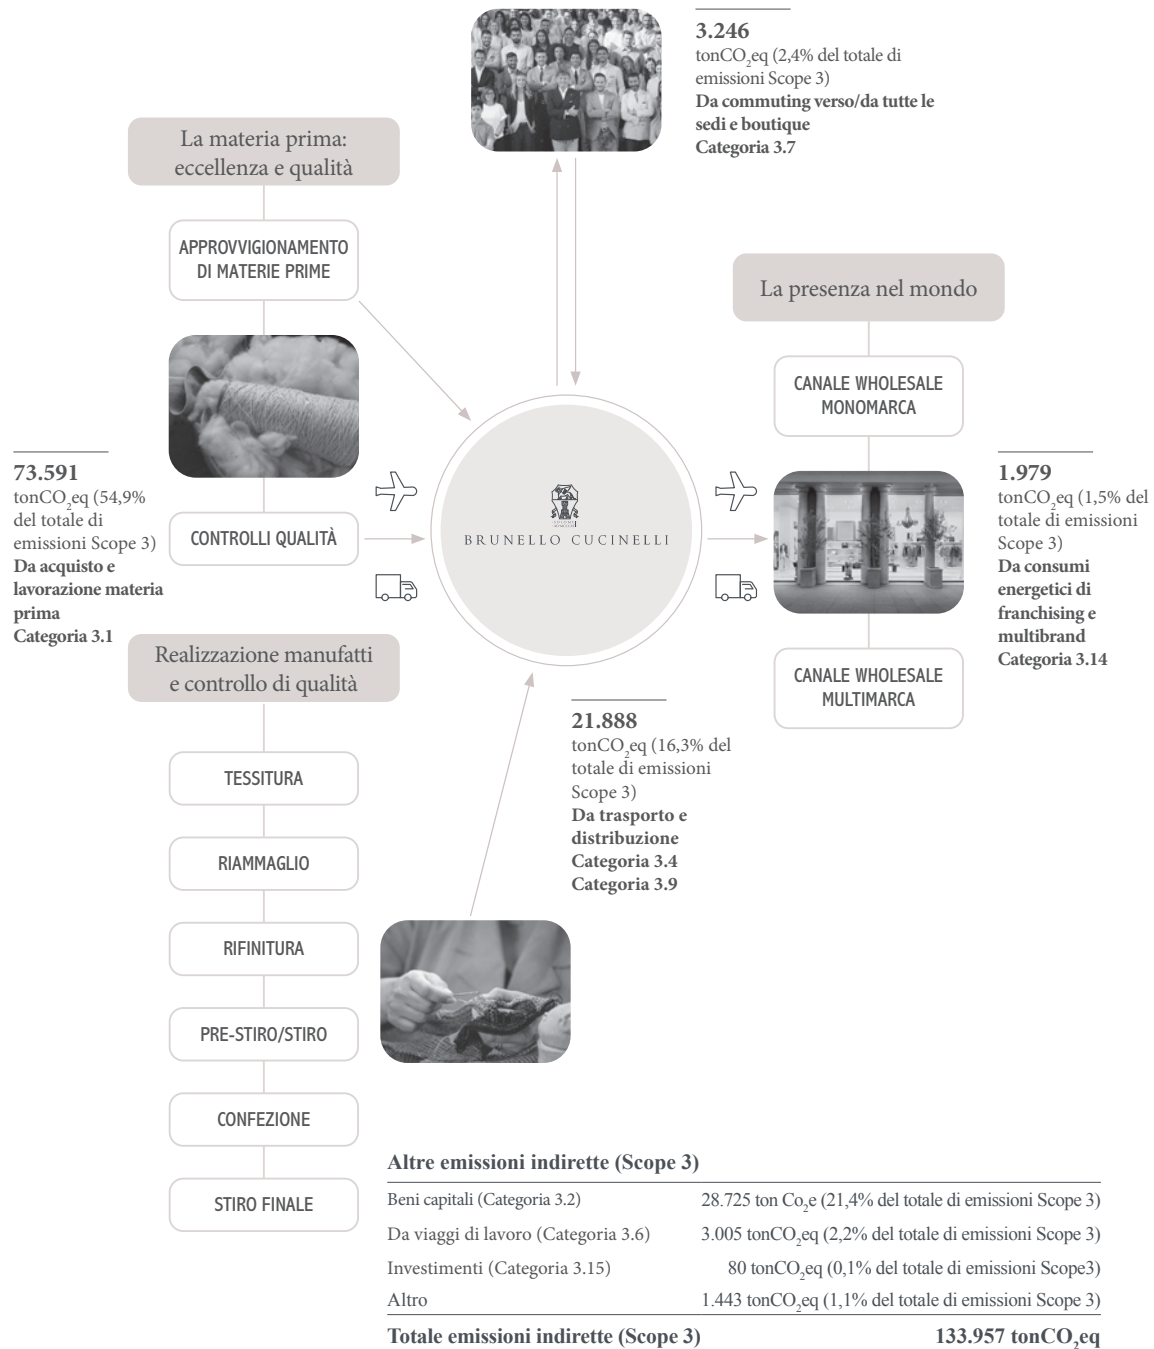 3.246
tonCO₂eq (2,4% del totale di
emissioni Scope 3)
Da commuting verso/da tutte le
sedi e boutique
Categoria 3.7
La materia prima:
eccellenza e qualità
APPROVVIGIONAMENTO
DI MATERIE PRIME
La presenza nel mondo
CANALE WHOLESALE
MONOMARCA
73.591
tonCO₂eq (54,9%
del totale di
emissioni Scope 3)
Da acquisto e
lavorazione materia
prima
Categoria 3.1
CONTROLLI QUALITÀ
BRUNELLO CUCINELLI
1.979
tonCO₂eq (1,5% del
totale di emissioni
Scope 3)
Da consumi
energetici di
franchising e
multibrand
Categoria 3.14
CANALE WHOLESALE
MULTIMARCA
Realizzazione manufatti
e controllo di qualità
TESSITURA
RIAMMAGLIO
RIFINITURA
PRE-STIRO/STIRO
CONFEZIONE
STIRO FINALE
21.888
tonCO₂eq (16,3% del
totale di emissioni
Scope 3)
Da trasporto e
distribuzione
Categoria 3.4
Categoria 3.9
Altre emissioni indirette (Scope 3)
Beni capitali (Categoria 3.2) 28.725 ton Co₂e (21,4% del totale di emissioni Scope 3)
Da viaggi di lavoro (Categoria 3.6) 3.005 tonCO₂eq (2,2% del totale di emissioni Scope 3)
Investimenti (Categoria 3.15) 80 tonCO₂eq (0,1% del totale di emissioni Scope3)
Altro 1.443 tonCO₂eq (1,1% del totale di emissioni Scope 3)
Totale emissioni indirette (Scope 3) 133.957 tonCO₂eq